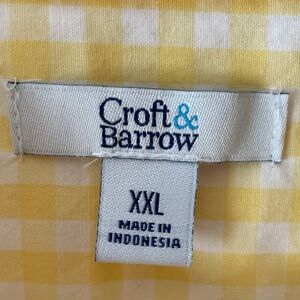 Croft&
Barrow
XXL
MADE IN
INDONESIA